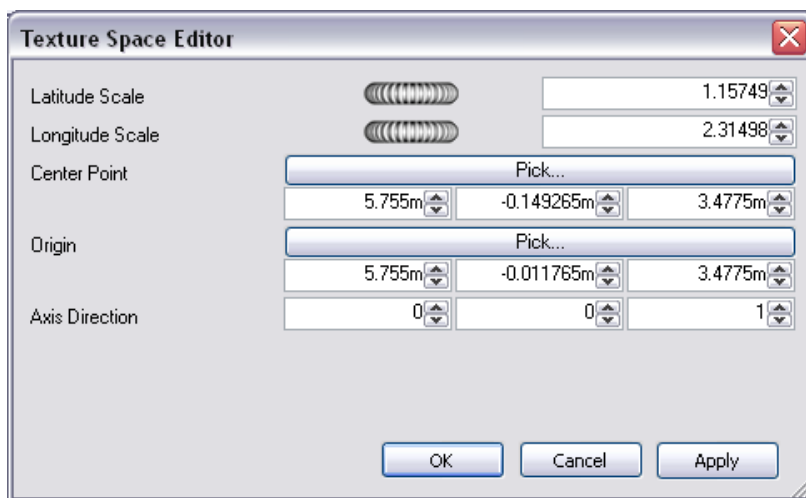 Texture Space Editor
Latitude Scale 1.15749
Longitude Scale 2.31498
Center Point Pick...
5.755m -0.149265m 3.4775m
Origin Pick...
5.755m -0.011765m 3.4775m
Axis Direction 0 0 1
OK Cancel Apply